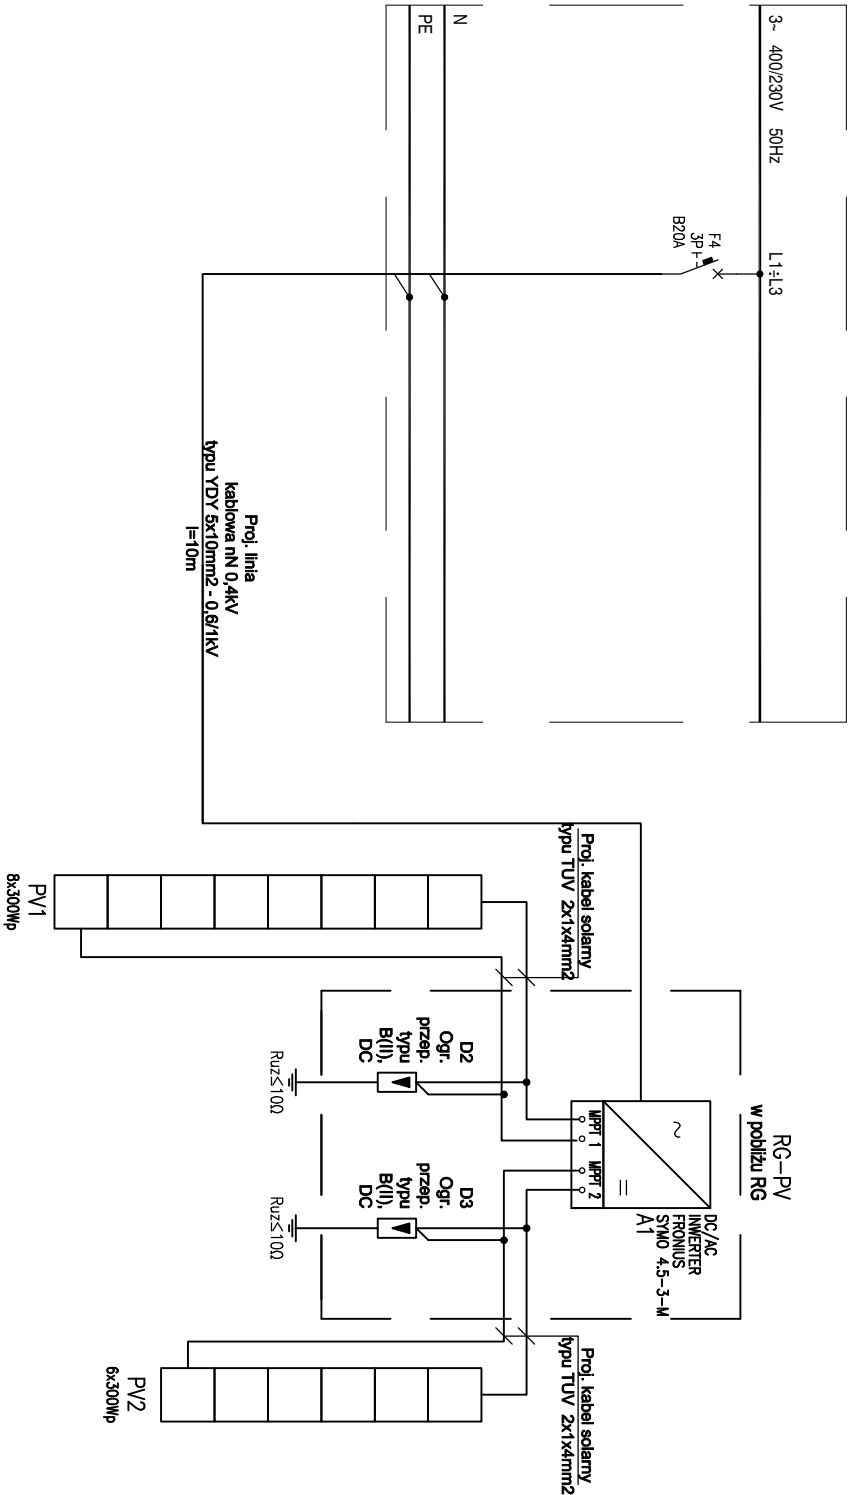 3~ 400/230V 50Hz L1÷L3
F4
3P
B20A
N
PE
Proj. linia
kablowa nN 0,4kV
typu YDY 5x10mm2 - 0,6/1kV
l=10m
RG-PV
w pobliżu RG
DC/AC
INWERTER
FRONIUS
SYMO 4.5-3-M
A1
~
=
MPPT 1 MPPT 2
Proj. kabel solarny
typu TUV 2x1x4mm2
Proj. kabel solarny
typu TUV 2x1x4mm2
D2
Ogr.
przep.
typu
B(II),
DC
Ruz≤10Ω
D3
Ogr.
przep.
typu
B(II),
DC
Ruz≤10Ω
PV1
8x300Wp
PV2
6x300Wp